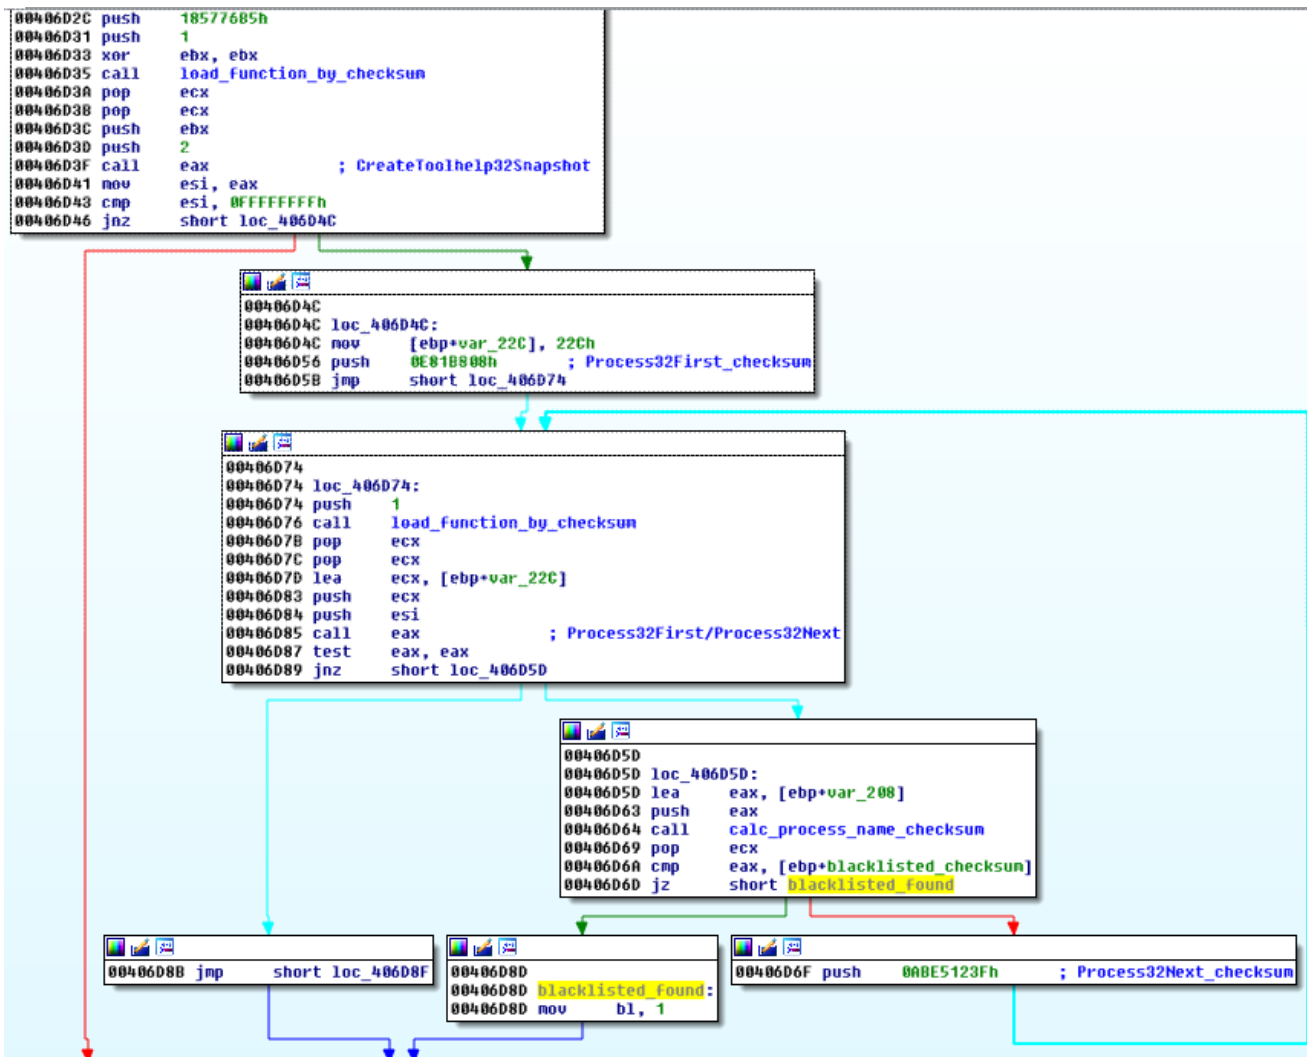 00406D2C push 185776B5h
00406D31 push 1
00406D33 xor ebx, ebx
00406D35 call load_function_by_checksum
00406D3A pop ecx
00406D3B pop ecx
00406D3C push ebx
00406D3D push 2
00406D3F call eax ; CreateToolhelp32Snapshot
00406D41 mov esi, eax
00406D43 cmp esi, 0FFFFFFFFh
00406D46 jnz short loc_406D4C
00406D4C
00406D4C loc_406D4C:
00406D4C mov [ebp+var_22C], 22Ch
00406D56 push 0E81B808h ; Process32First_checksum
00406D5B jmp short loc_406D74
00406D74
00406D74 loc_406D74:
00406D74 push 1
00406D76 call load_function_by_checksum
00406D7B pop ecx
00406D7C pop ecx
00406D7D lea ecx, [ebp+var_22C]
00406D83 push ecx
00406D84 push esi
00406D85 call eax ; Process32First/Process32Next
00406D87 test eax, eax
00406D89 jnz short loc_406D5D
00406D5D
00406D5D loc_406D5D:
00406D5D lea eax, [ebp+var_208]
00406D63 push eax
00406D64 call calc_process_name_checksum
00406D69 pop ecx
00406D6A cmp eax, [ebp+blacklisted_checksum]
00406D6D jz short blacklisted_found
00406D8B jmp short loc_406D8F
00406D8D
00406D8D blacklisted_found:
00406D8D mov bl, 1
00406D6F push 0ABE5123Fh ; Process32Next_checksum